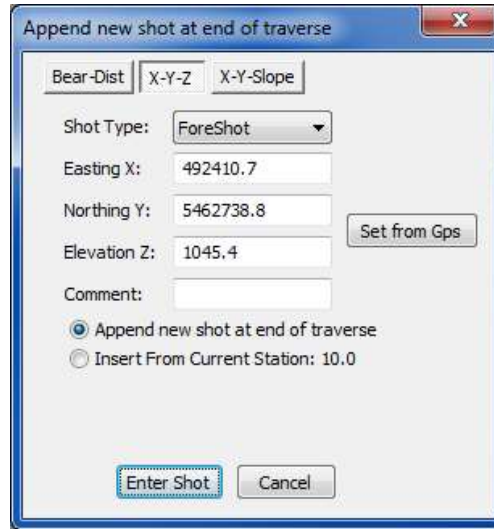 Append new shot at end of traverse
Bear-Dist X-Y-Z X-Y-Slope
Shot Type: ForeShot
Easting X: 492410.7
Northing Y: 5462738.8
Set from Gps
Elevation Z: 1045.4
Comment:
Append new shot at end of traverse
Insert From Current Station: 10.0
Enter Shot Cancel